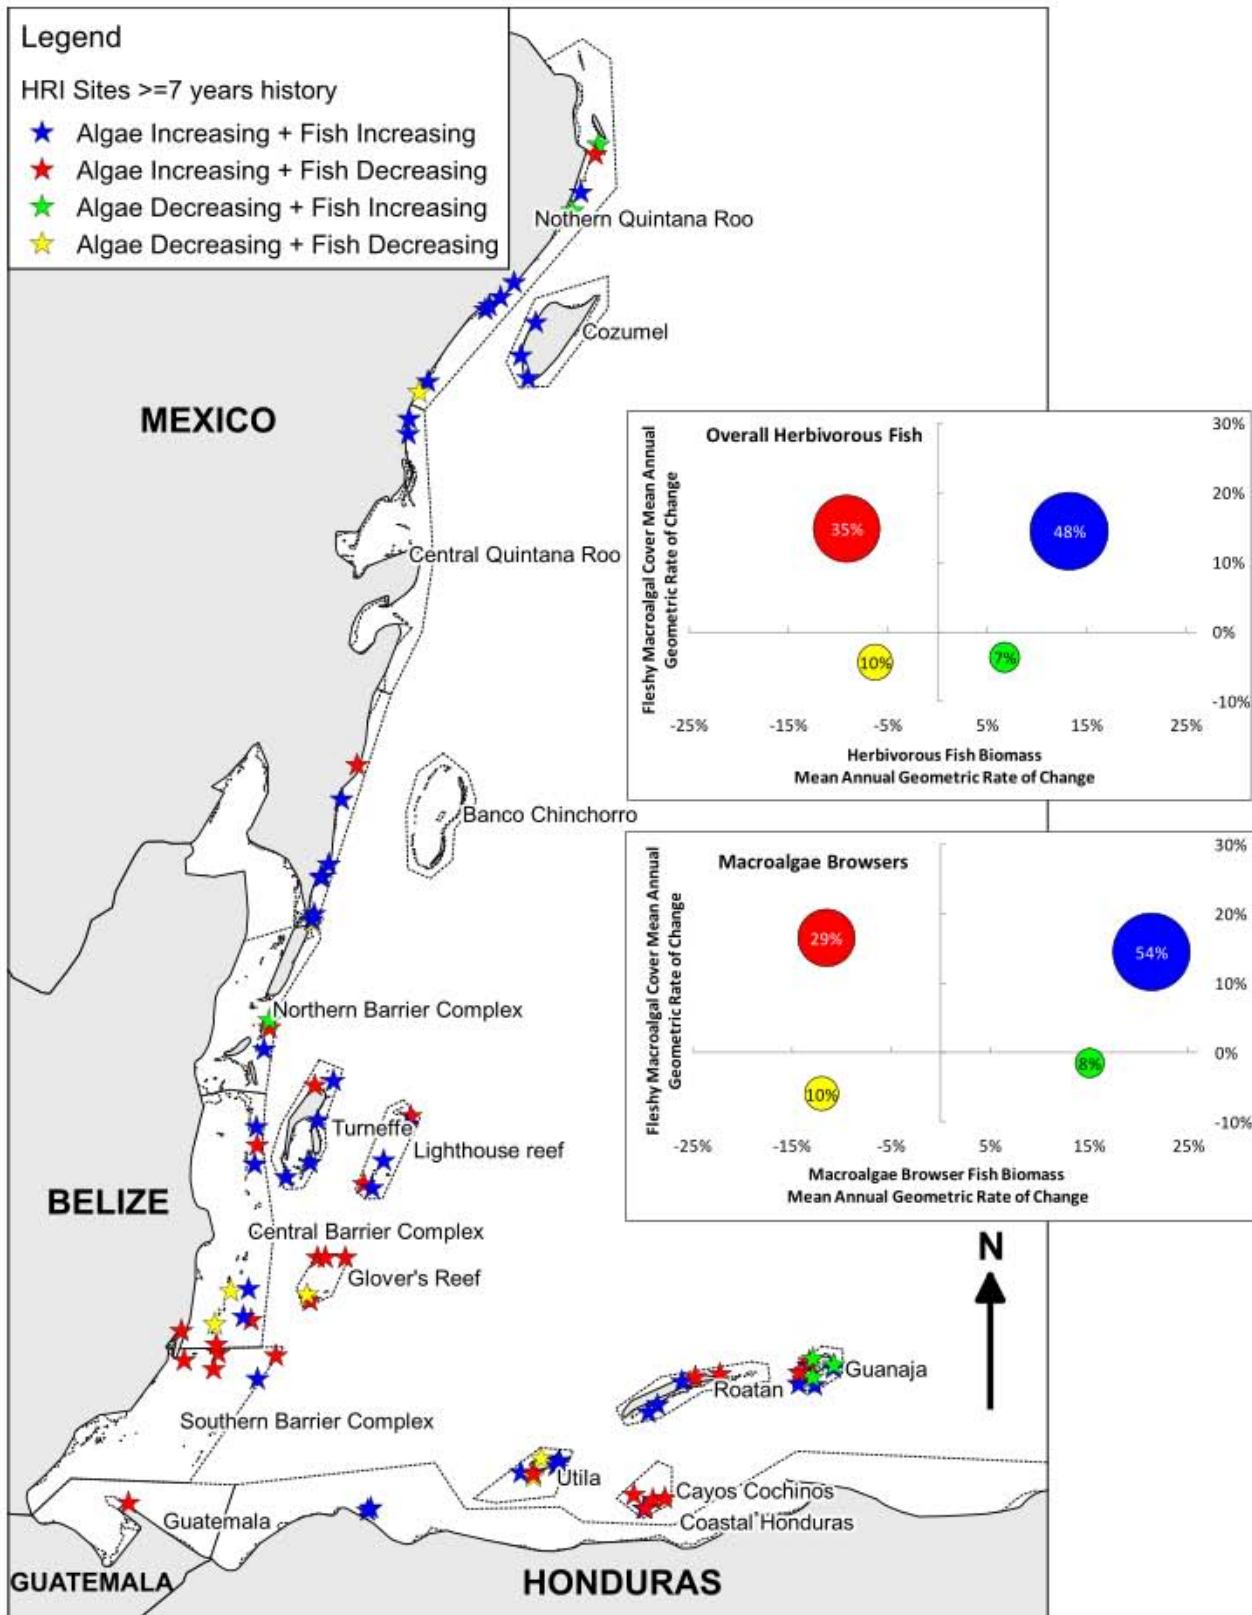 Legend
HRI Sites >=7 years history
Algae Increasing + Fish Increasing
Algae Increasing + Fish Decreasing
Algae Decreasing + Fish Increasing
Algae Decreasing + Fish Decreasing
Nothern Quintana Roo
Cozumel
MEXICO
Central Quintana Roo
Banco Chinchorro
Overall Herbivorous Fish
Fleshy Macroalgal Cover Mean Annual
Geometric Rate of Change
30%
20%
10%
0%
-10%
35%
48%
10%
7%
-25%
-15%
-5%
5%
15%
25%
Herbivorous Fish Biomass
Mean Annual Geometric Rate of Change
Macroalgae Browsers
Fleshy Macroalgal Cover Mean Annual
Geometric Rate of Change
30%
20%
10%
0%
-10%
29%
54%
10%
8%
-25%
-15%
-5%
5%
15%
25%
Macroalgae Browser Fish Biomass
Mean Annual Geometric Rate of Change
Northern Barrier Complex
Turneffe
Lighthouse reef
BELIZE
Central Barrier Complex
Glover's Reef
N
Guanaja
Roatan
Southern Barrier Complex
Utila
Cayos Cochinos
Guatemala
Coastal Honduras
GUATEMALA
HONDURAS